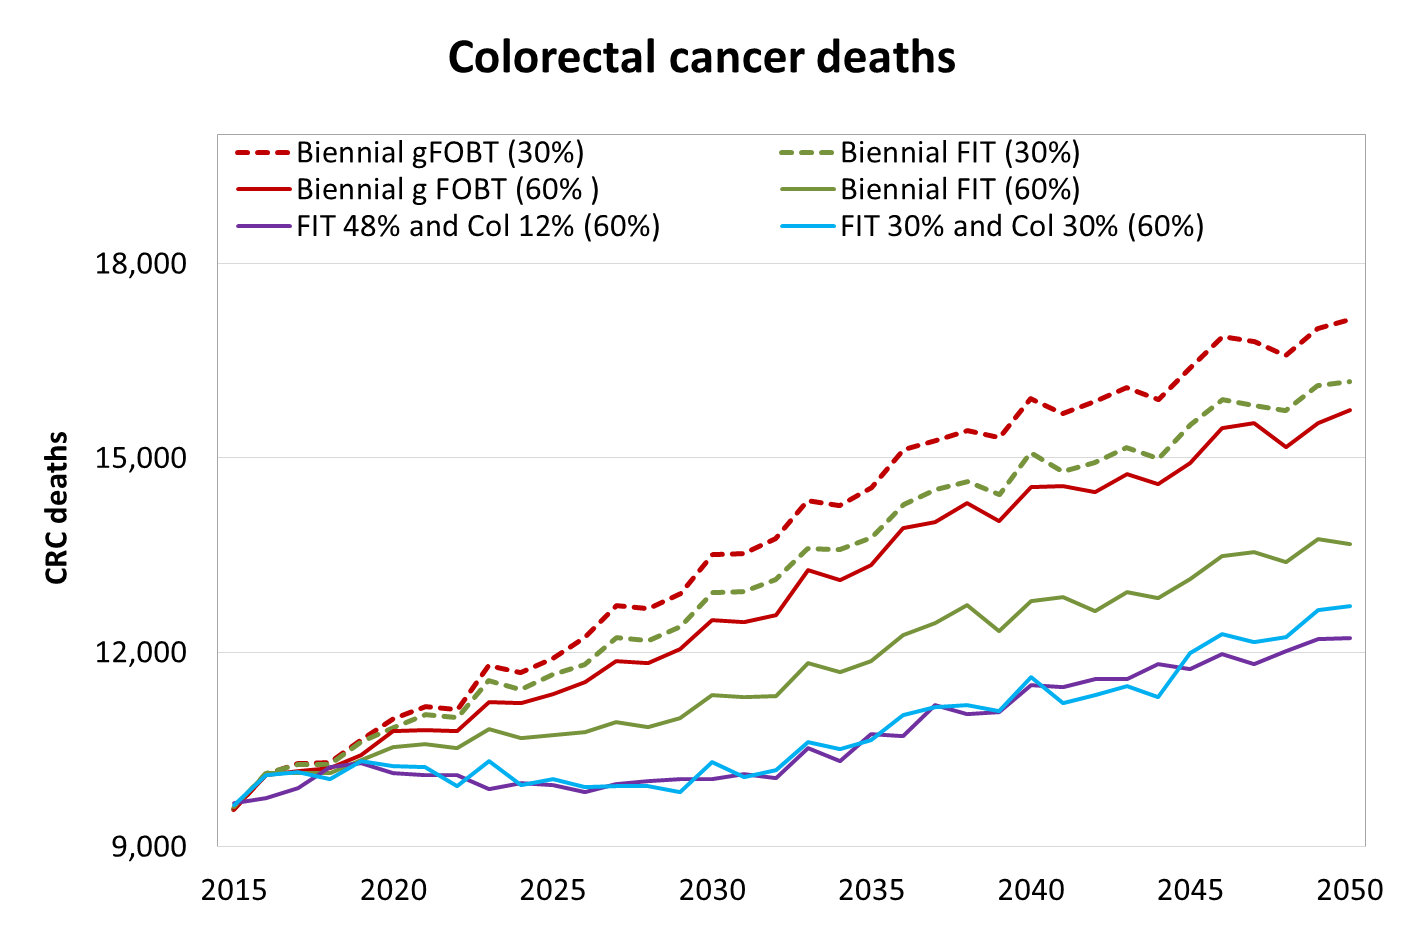 Colorectal cancer deaths
Biennial gFOBT (30%)
Biennial FIT (30%)
Biennial g FOBT (60% )
Biennial FIT (60%)
FIT 48% and Col 12% (60%)
FIT 30% and Col 30% (60%)
18,000
15,000
12,000
9,000
CRC deaths
2015 2020 2025 2030 2035 2040 2045 2050